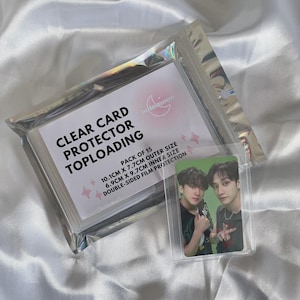 CLEAR CARD
PROTECTOR
TOPLOADING
PACK OF 15
10.1CM X 7.7CM OUTER SIZE
6.9CM X 9.7CM INNER SIZE
DOUBLE-SIDED FILM PROTECTION